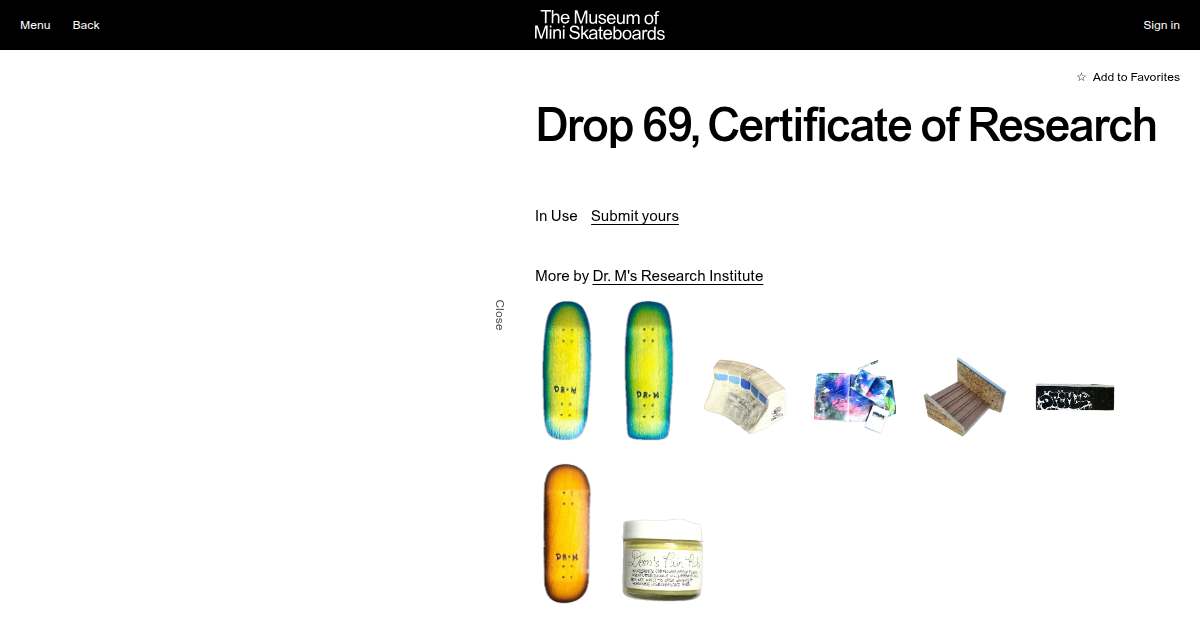 Menu
Back
The Museum of
Mini Skateboards
Sign in
☆ Add to Favorites
Drop 69, Certificate of Research
In Use Submit yours
More by Dr. M's Research Institute
Close
DR•M
DR•M
DR•M